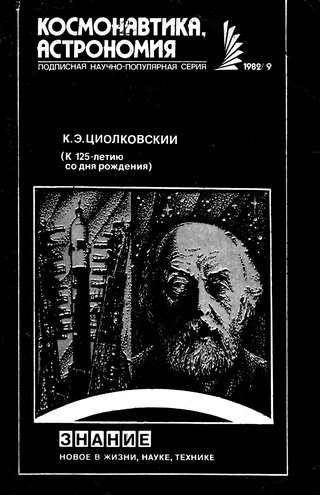 КОСМОНАВТИКА,
АСТРОНОМИЯ
ПОДПИСНАЯ НАУЧНО-ПОПУЛЯРНАЯ СЕРИЯ
1982/9
К.Э.ЦИОЛКОВСКИЙ
(К 125-летию
со дня рождения)
ЗНАНИЕ
НОВОЕ В ЖИЗНИ, НАУКЕ, ТЕХНИКЕ